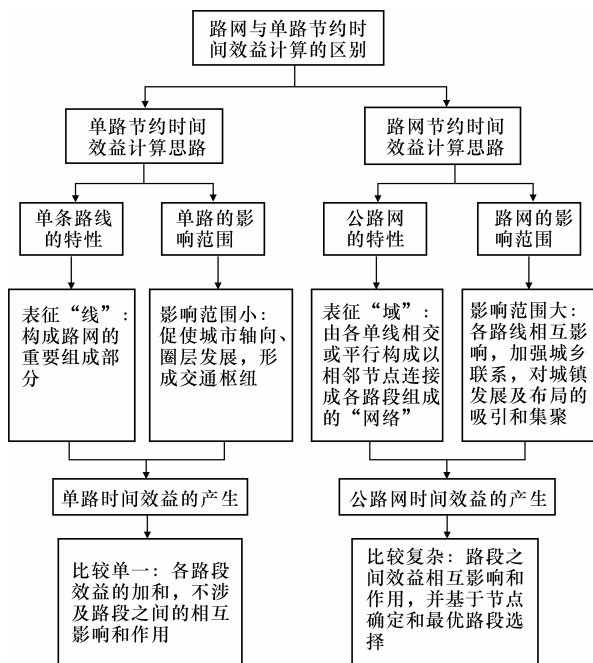 路网与单路节约时
间效益计算的区别
单路节约时间
效益计算思路
路网节约时间
效益计算思路
单条路线
的特性
单路的影
响范围
公路网
的特性
路网的影
响范围
表征“线”:
构成路网的
重要组成部
分
影响范围小:
促使城市轴向、
圈层发展，形
成交通枢纽
表征“域”:
由各单线相交
或平行构成以
相邻节点连接
成各路段组成
的“网络”
影响范围大:
各路线相互影
响，加强城乡
联系，对城镇
发展及布局的
吸引和集聚
单路时间效益的产生
公路网时间效益的产生
比较单一: 各路段
效益的加和，不涉
及路段之间的相互
影响和作用
比较复杂: 路段之
间效益相互影响和
作用，并基于节点
确定和最优路段选
择